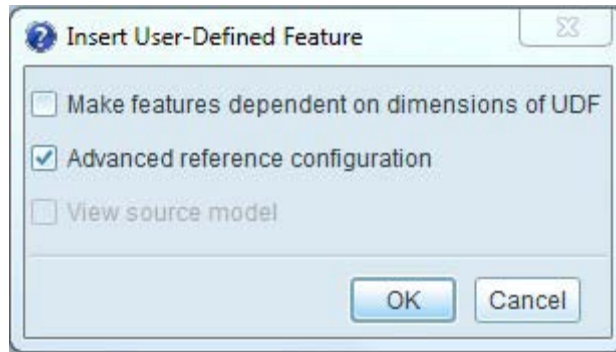 Insert User-Defined Feature
Make features dependent on dimensions of UDF
Advanced reference configuration
View source model
OK Cancel